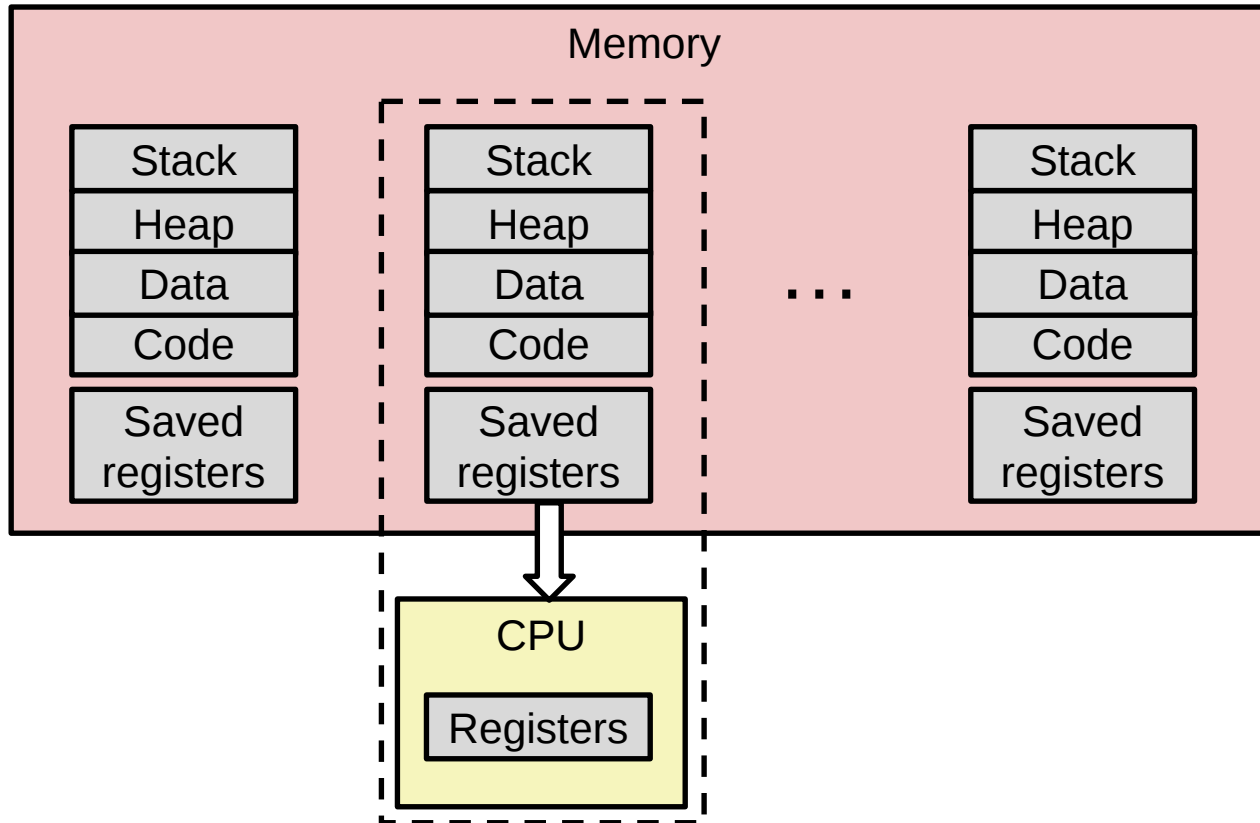 Memory
Stack
Heap
Data
Code
Saved
registers
Stack
Heap
Data
Code
Saved
registers
...
Stack
Heap
Data
Code
Saved
registers
CPU
Registers